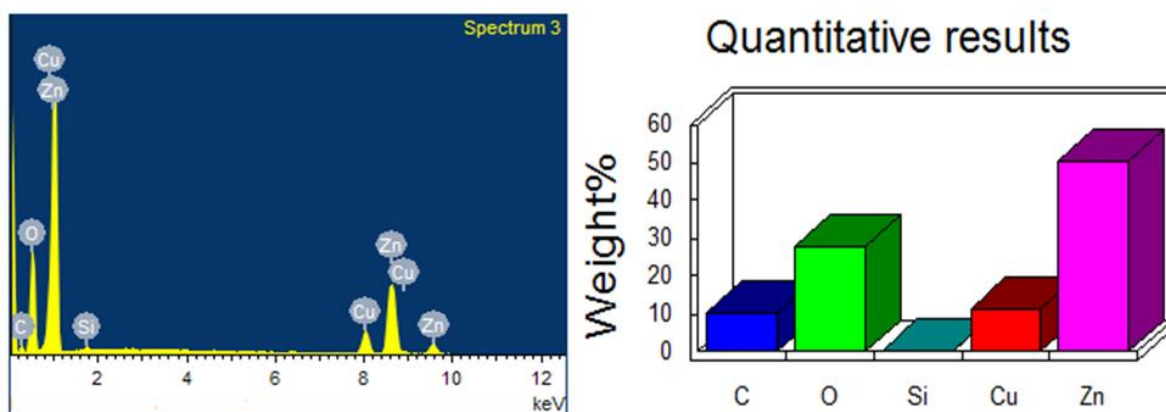 Spectrum 3
Cu
Zn
O
C
Si
Zn
Cu
Cu
Zn
2 4 6 8 10 12
keV
Quantitative results
Weight%
60
50
40
30
20
10
0
C O Si Cu Zn